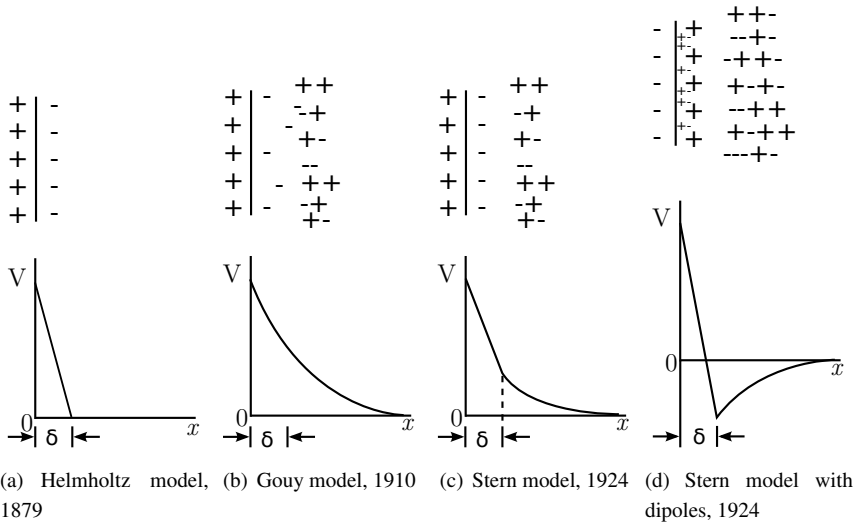 V
0
x
δ
V
0
x
δ
V
0
x
δ
V
0
x
δ
(a) Helmholtz model,
1879
(b) Gouy model, 1910
(c) Stern model, 1924
(d) Stern model with
dipoles, 1924